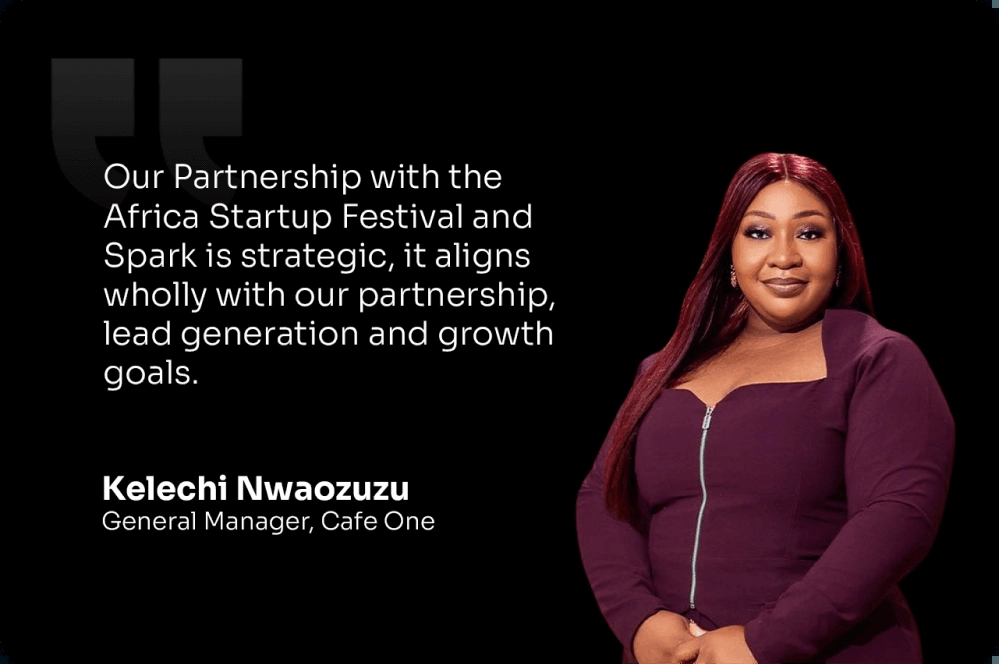 Our Partnership with the
Africa Startup Festival and
Spark is strategic, it aligns
wholly with our partnership,
lead generation and growth
goals.
Kelechi Nwaozuzu
General Manager, Cafe One